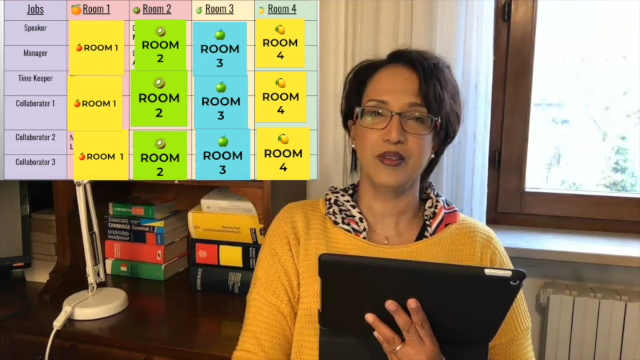 Jobs Room 1 Room 2 Room 3 Room 4
Speaker
ROOM 1
ROOM 2
ROOM 3
ROOM 4
Manager
Time Keeper
ROOM 1
ROOM 2
ROOM 3
ROOM 4
Collaborator 1
Collaborator 2
ROOM 1
ROOM 2
ROOM 3
ROOM 4
Collaborator 3
CAMBRIDGE